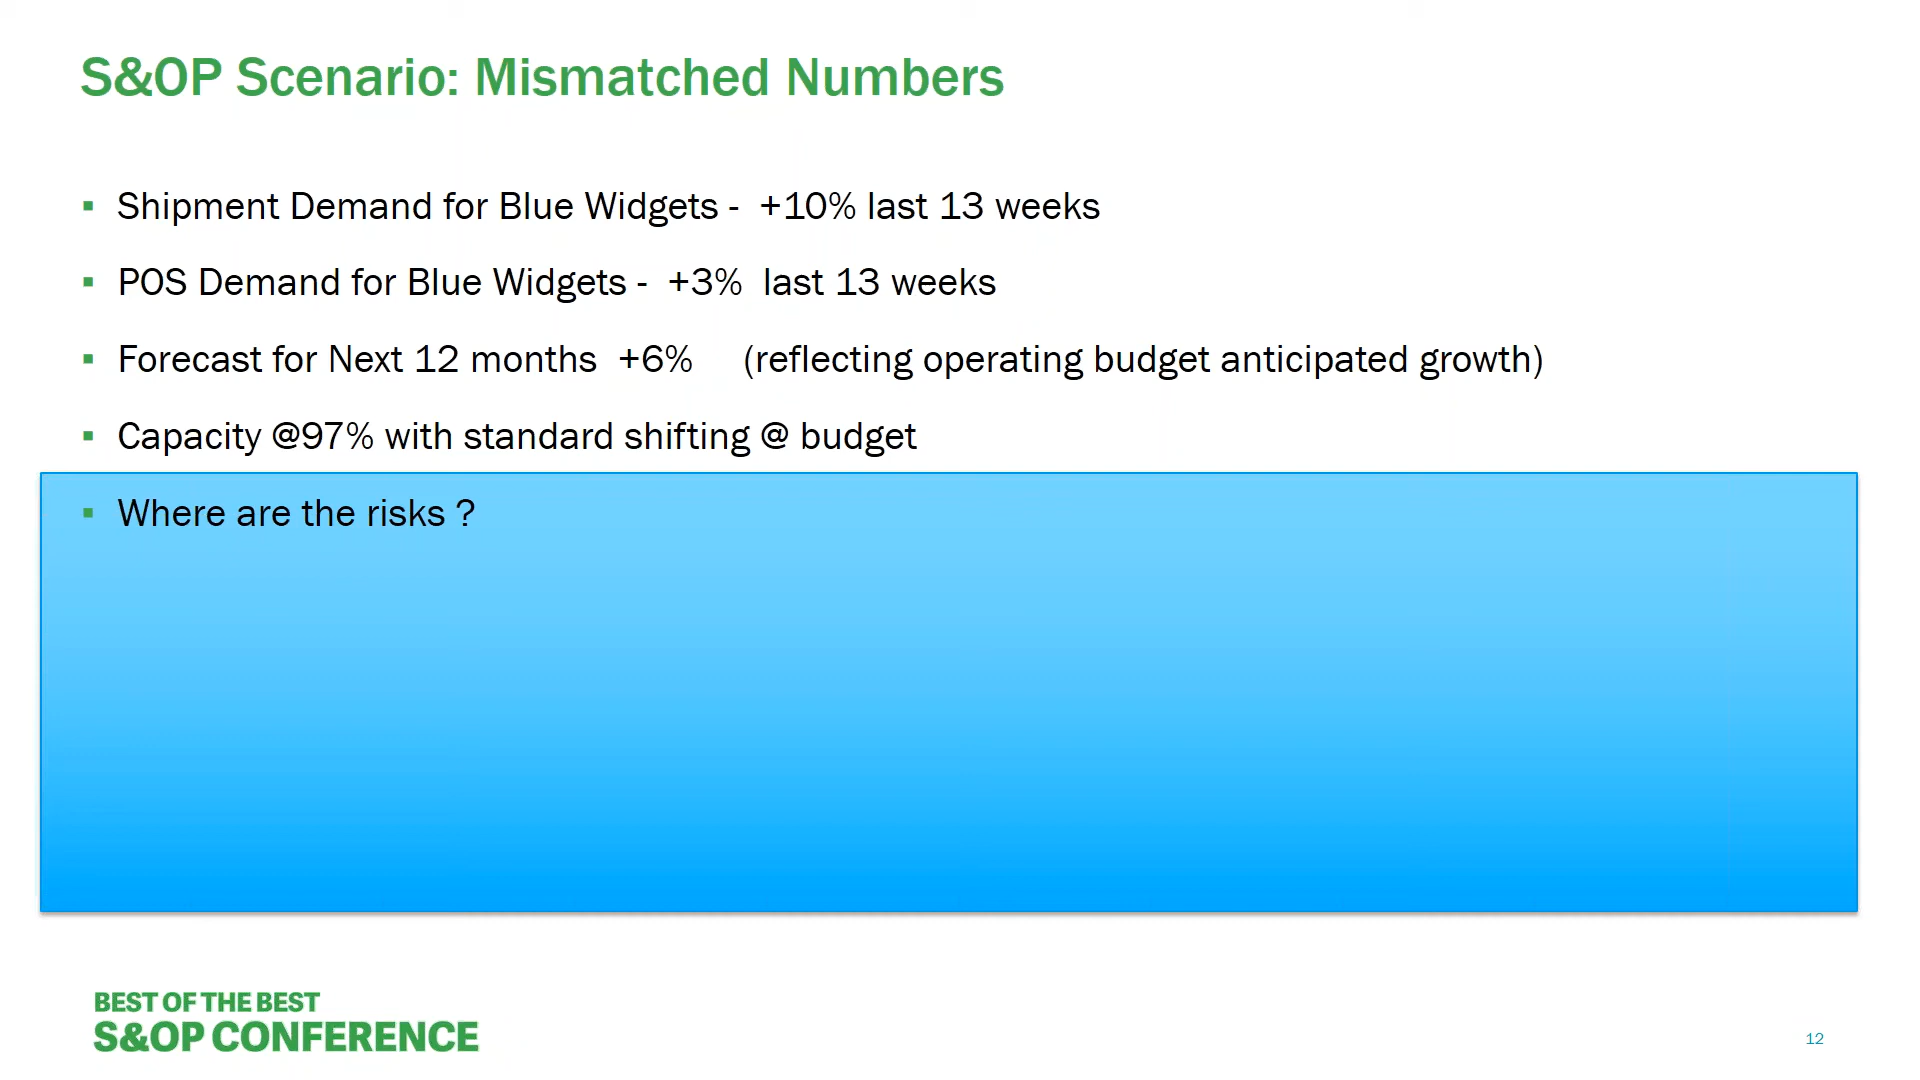 S&OP Scenario: Mismatched Numbers
▪ Shipment Demand for Blue Widgets - +10% last 13 weeks
▪ POS Demand for Blue Widgets - +3% last 13 weeks
▪ Forecast for Next 12 months +6% (reflecting operating budget anticipated growth)
▪ Capacity @97% with standard shifting @ budget
▪ Where are the risks ?
BEST OF THE BEST
S&OP CONFERENCE
12